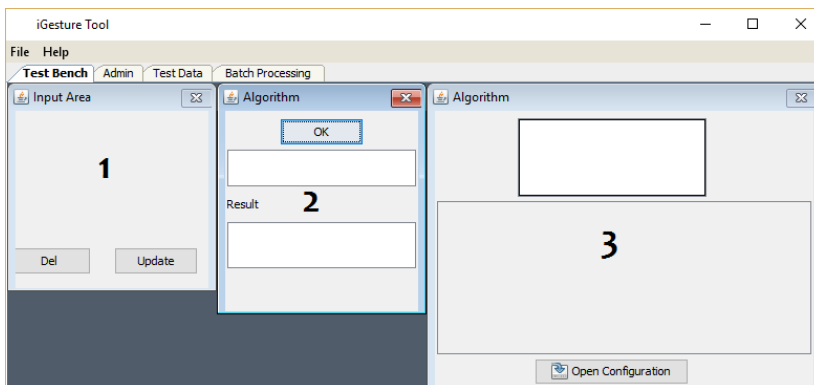 iGesture Tool
File Help
Test Bench Admin Test Data Batch Processing
Input Area
1
Del Update
Algorithm
OK
Result
2
Algorithm
3
Open Configuration